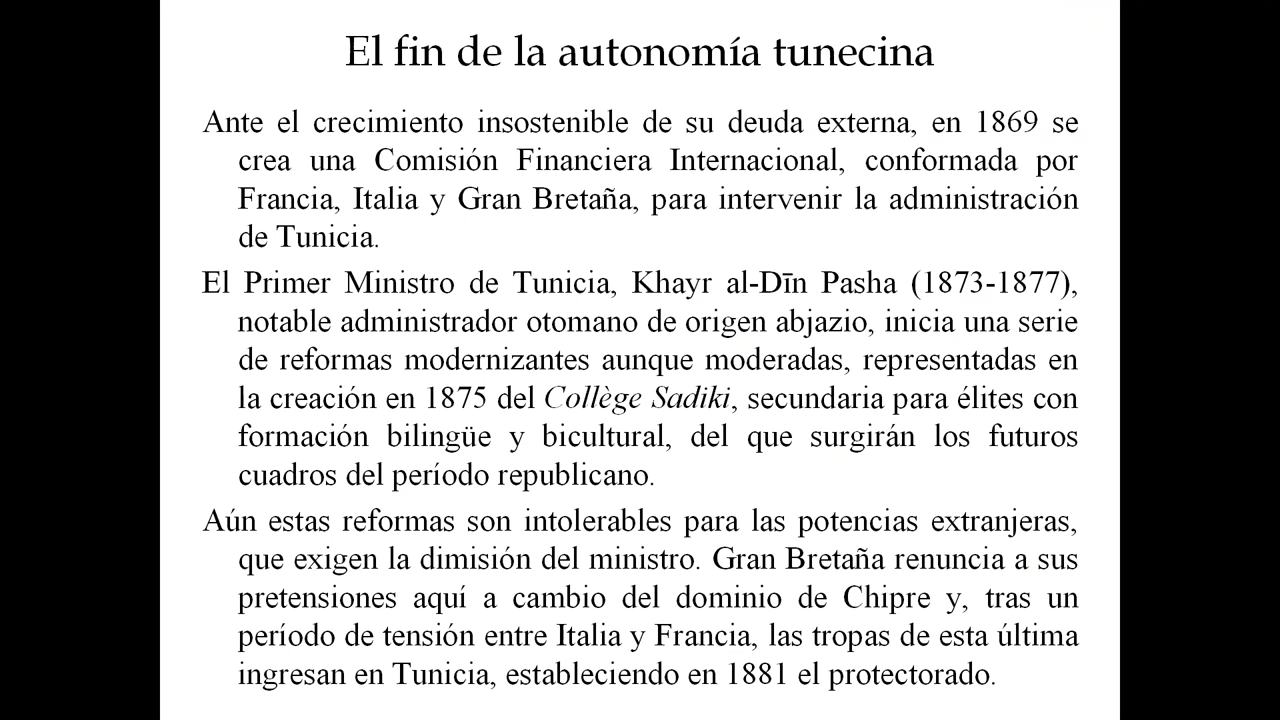 El fin de la autonomía tunecina
Ante el crecimiento insostenible de su deuda externa, en 1869 se
crea una Comisión Financiera Internacional, conformada por
Francia, Italia y Gran Bretaña, para intervenir la administración
de Tunicia.
El Primer Ministro de Tunicia, Khayr al-Dīn Pasha (1873-1877),
notable administrador otomano de origen abjazio, inicia una serie
de reformas modernizantes aunque moderadas, representadas en
la creación en 1875 del Collège Sadiki, secundaria para élites con
formación bilingüe y bicultural, del que surgirán los futuros
cuadros del período republicano.
Aún estas reformas son intolerables para las potencias extranjeras,
que exigen la dimisión del ministro. Gran Bretaña renuncia a sus
pretensiones aquí a cambio del dominio de Chipre y, tras un
período de tensión entre Italia y Francia, las tropas de esta última
ingresan en Tunicia, estableciendo en 1881 el protectorado.